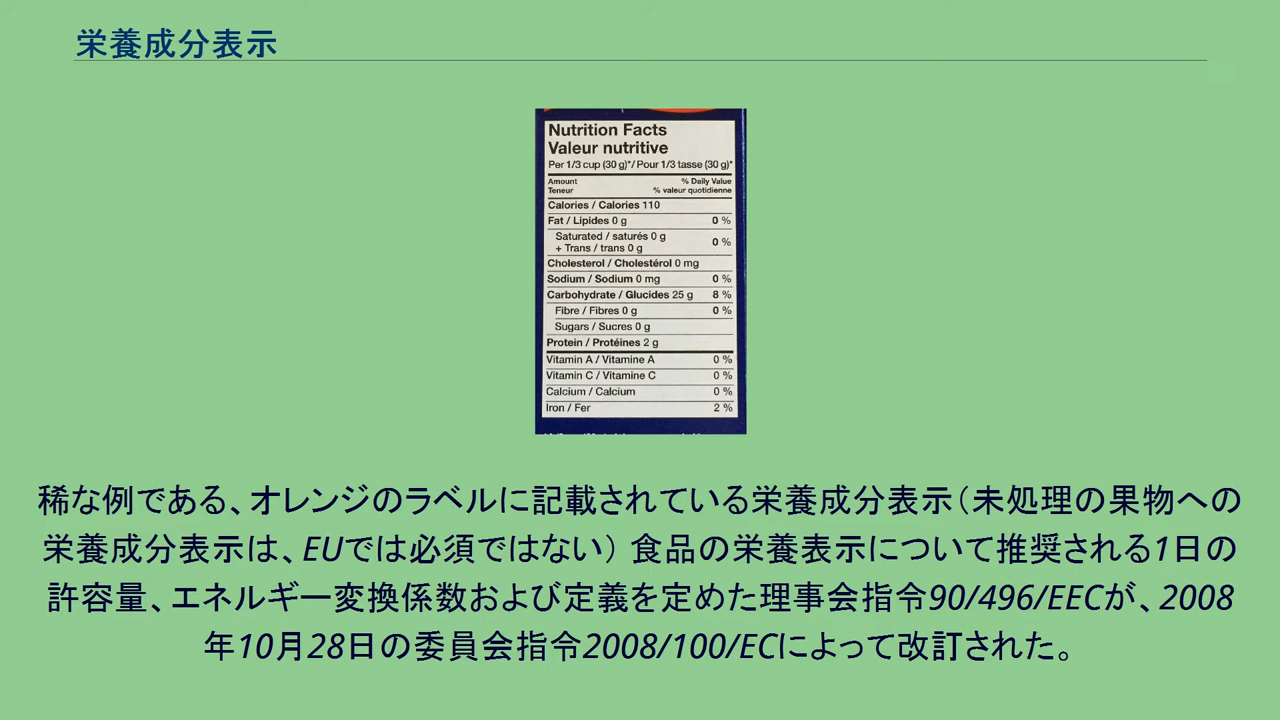 栄養成分表示
Nutrition Facts
Valeur nutritive
Per 1/3 cup (30 g)*/ Pour 1/3 tasse (30 g)*
Amount % Daily Value
Teneur % valeur quotidienne
Calories / Calories 110
Fat / Lipides 0 g 0 %
Saturated / saturés 0 g
+ Trans / trans 0 g 0 %
Cholesterol / Cholestérol 0 mg
Sodium / Sodium 0 mg 0 %
Carbohydrate / Glucides 25 g 8 %
Fibre / Fibres 0 g 0 %
Sugars / Sucres 0 g
Protein / Protéines 2 g
Vitamin A / Vitamine A 0 %
Vitamin C / Vitamine C 0 %
Calcium / Calcium 0 %
Iron / Fer 2 %
稀な例である、オレンジのラベルに記載されている栄養成分表示（未処理の果物への
栄養成分表示は、EUでは必須ではない） 食品の栄養表示について推奨される1日の
許容量、エネルギー変換係数および定義を定めた理事会指令90/496/EECが、2008
年10月28日の委員会指令2008/100/ECによって改訂された。